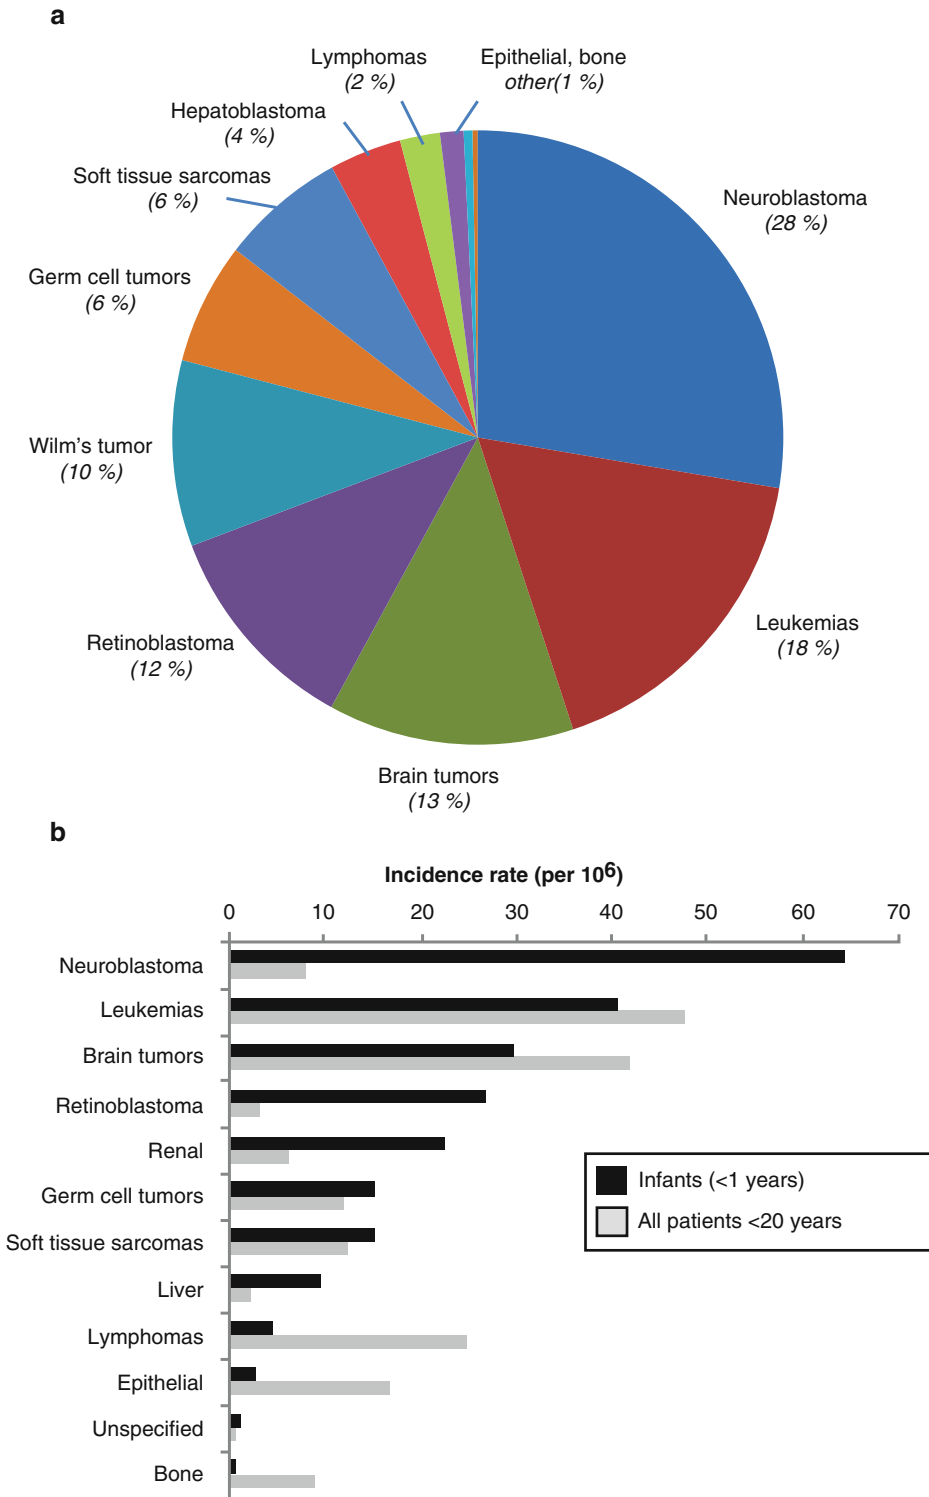 a
Lymphomas
(2 %)
Epithelial, bone
other(1 %)
Hepatoblastoma
(4 %)
Soft tissue sarcomas
(6 %)
Neuroblastoma
(28 %)
Germ cell tumors
(6 %)
Wilm's tumor
(10 %)
Leukemias
(18 %)
Retinoblastoma
(12 %)
Brain tumors
(13 %)
b
Incidence rate (per 10⁶)
0 10 20 30 40 50 60 70
Neuroblastoma
Leukemias
Brain tumors
Retinoblastoma
Renal
Germ cell tumors
Soft tissue sarcomas
Liver
Lymphomas
Epithelial
Unspecified
Bone
Infants (<1 years)
All patients <20 years